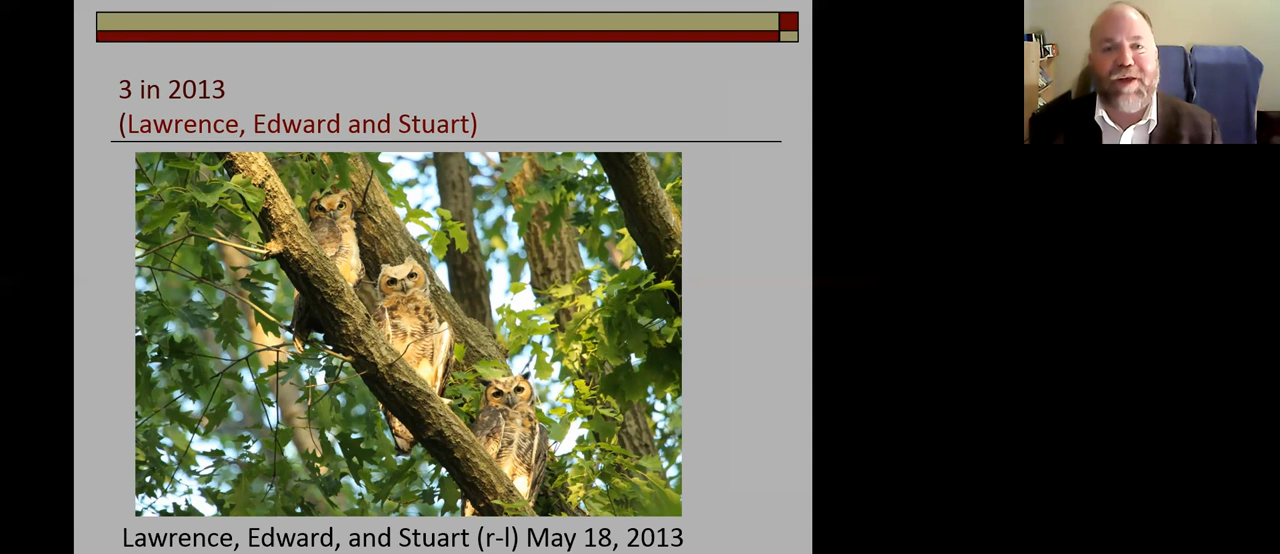 3 in 2013
(Lawrence, Edward and Stuart)
Lawrence, Edward, and Stuart (r-l) May 18, 2013